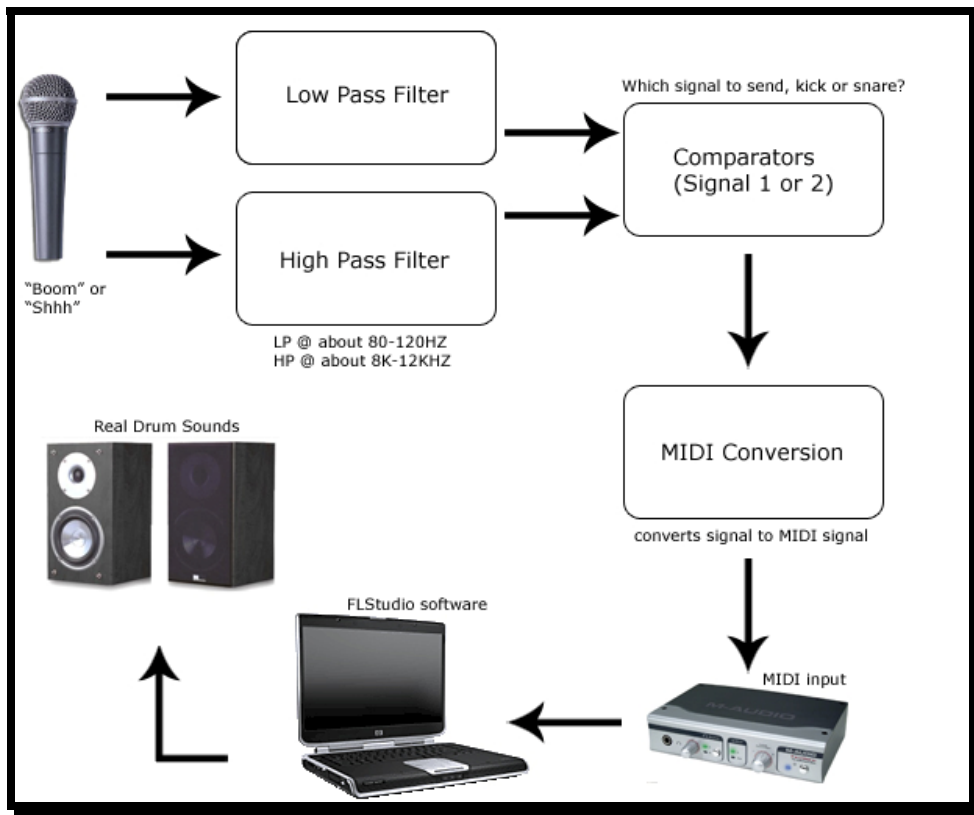 Low Pass Filter
Which signal to send, kick or snare?
Comparators
(Signal 1 or 2)
High Pass Filter
"Boom" or
"Shhh"
LP @ about 80-120HZ
HP @ about 8K-12KHZ
MIDI Conversion
converts signal to MIDI signal
Real Drum Sounds
FLStudio software
MIDI input
M-AUDIO
M-AUDIO